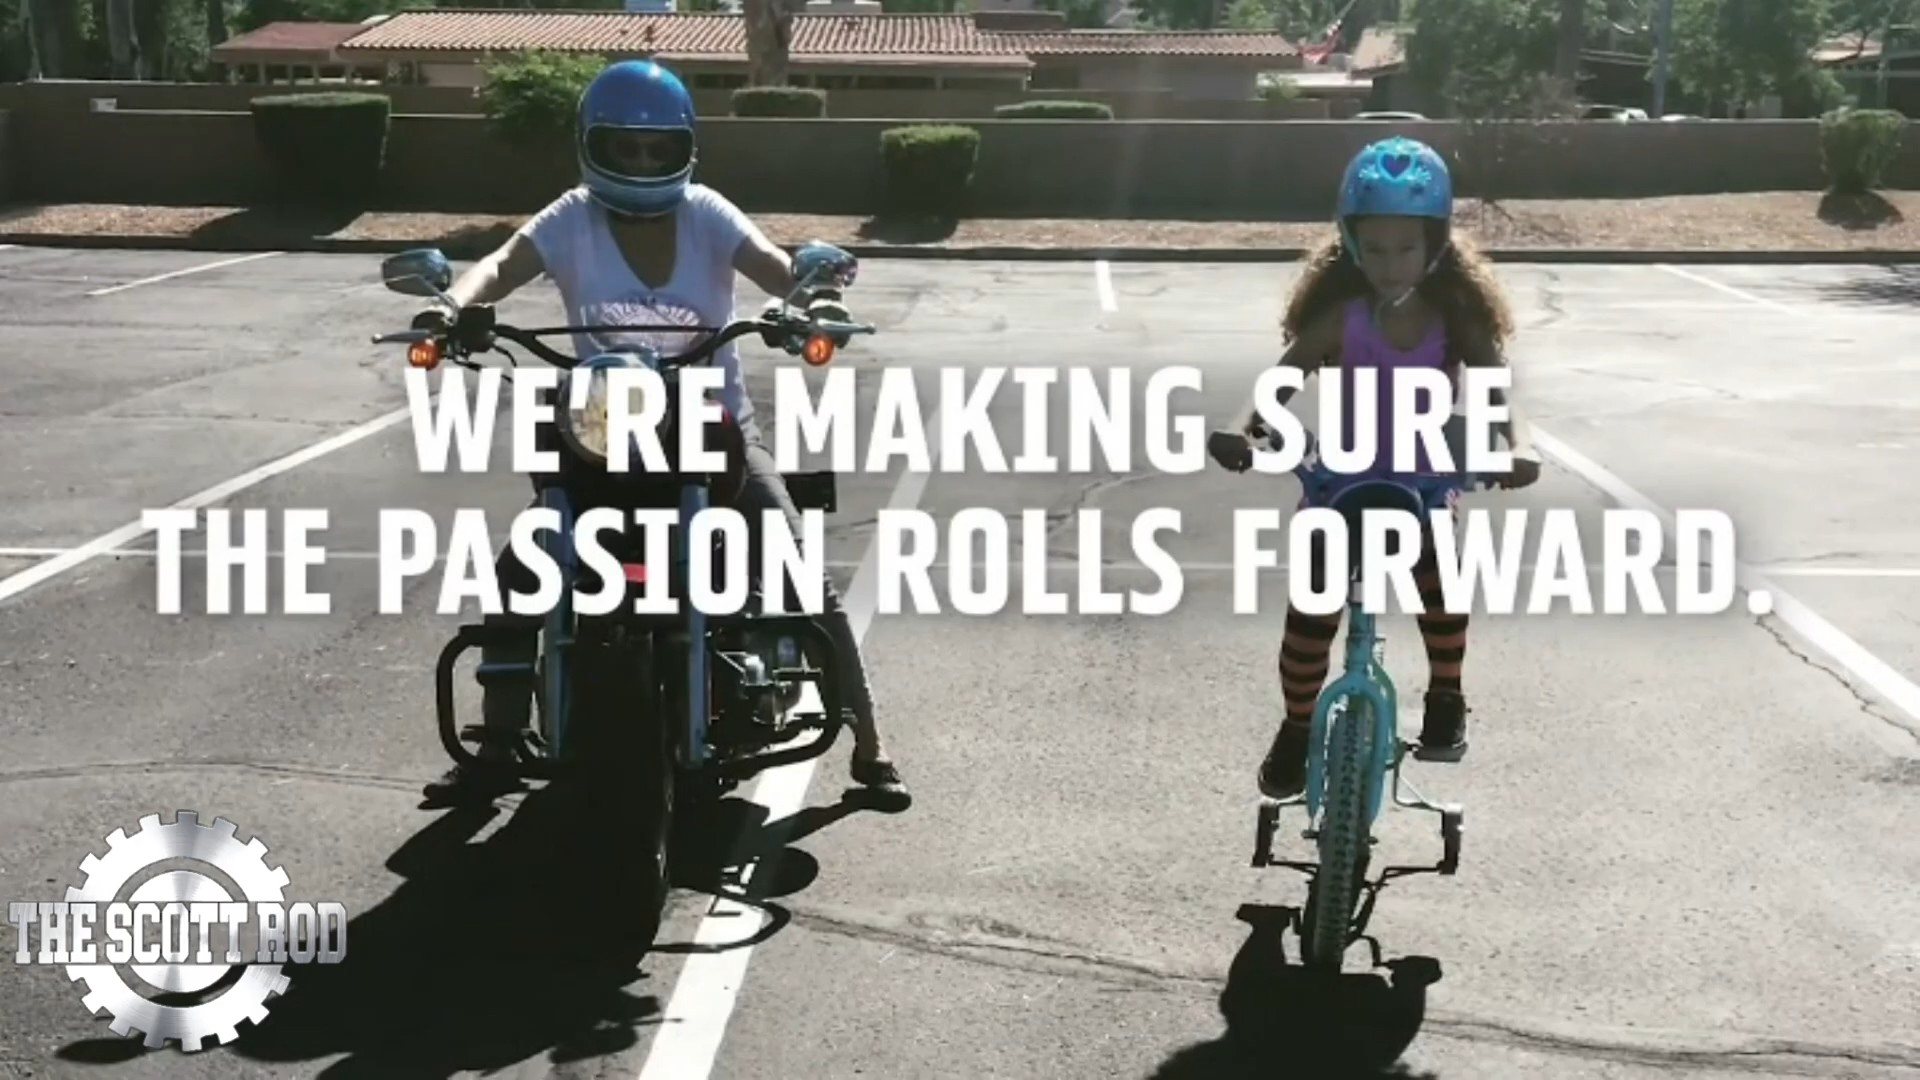 WE'RE MAKING SURE
THE PASSION ROLLS FORWARD.
THE SCOTT ROD